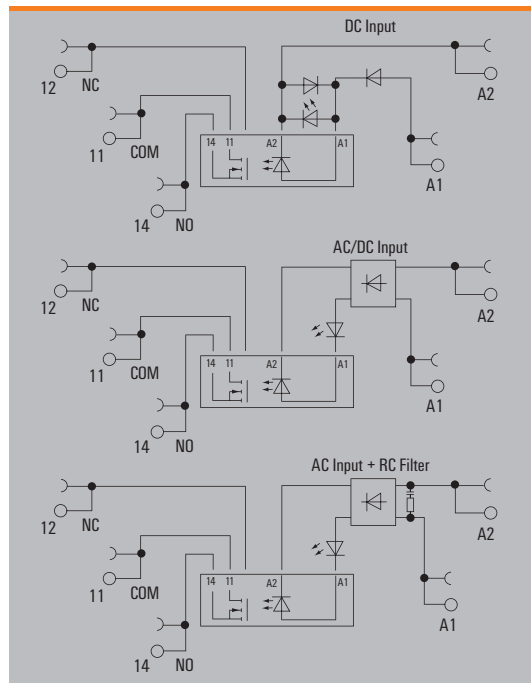 DC Input
12 NC
A2
11 COM
14 11 A2 A1
A1
14 NO
AC/DC Input
12 NC
A2
11 COM
14 11 A2 A1
A1
14 NO
AC Input + RC Filter
12 NC
A2
11 COM
14 11 A2 A1
A1
14 NO